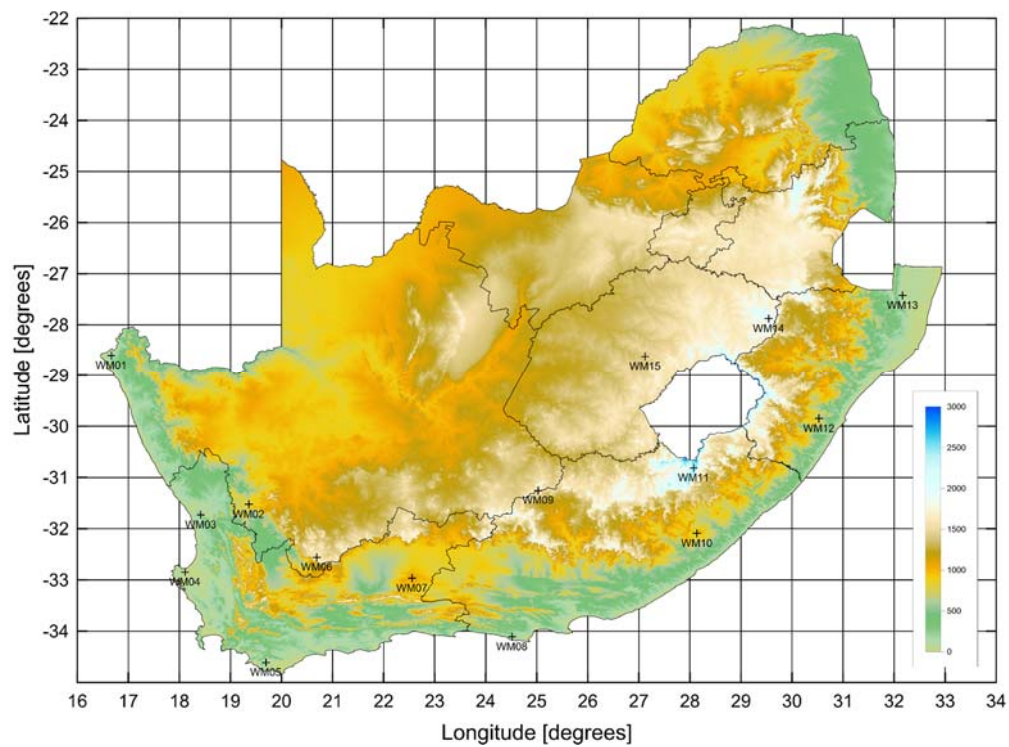 -22
-23
-24
-25
-26
-27
-28
-29
-30
-31
-32
-33
-34
Latitude [degrees]
WM13
WM14
WM01
WM15
WM12
WM11
WM09
WM02
WM03
WM10
WM06
WM04
WM07
WM08
WM05
3000
2500
2000
1500
1000
500
0
16 17 18 19 20 21 22 23 24 25 26 27 28 29 30 31 32 33 34
Longitude [degrees]